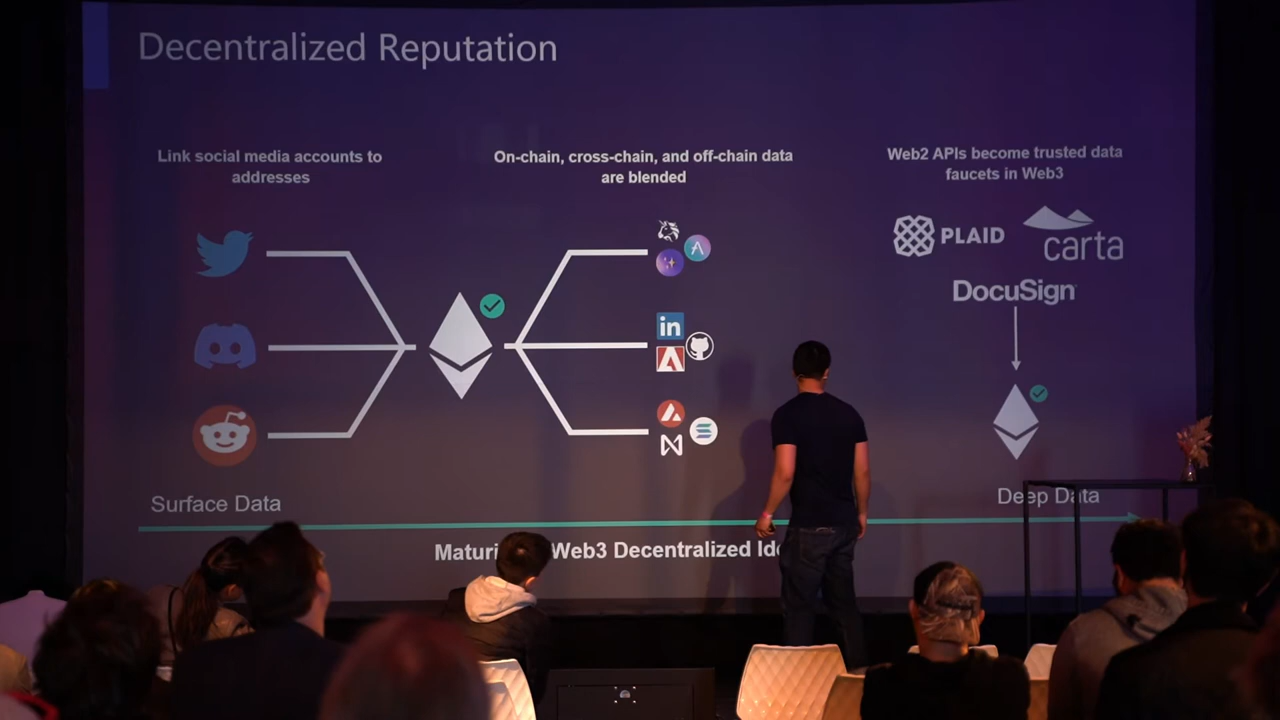 Decentralized Reputation
Link social media accounts to
addresses
On-chain, cross-chain, and off-chain data
are blended
Web2 APIs become trusted data
faucets in Web3
PLAID
carta
DocuSign
in
Surface Data
Deep Data
Web3 Decentralized